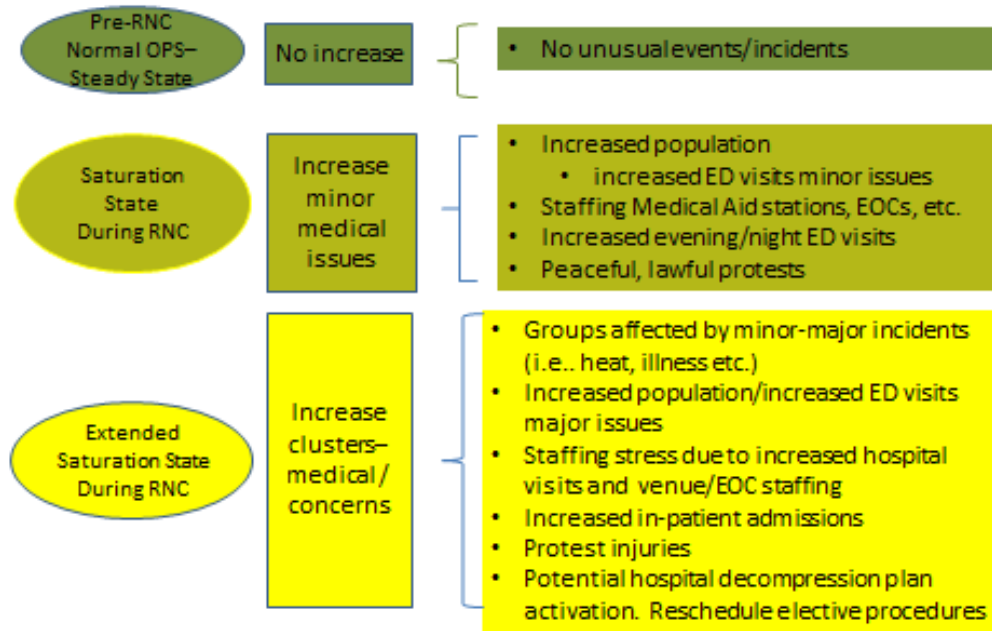 Pre-RNC
Normal OPS–
Steady State
No increase
• No unusual events/incidents
Saturation
State
During RNC
Increase
minor
medical
issues
• Increased population
• increased ED visits minor issues
• Staffing Medical Aid stations, EOCs, etc.
• Increased evening/night ED visits
• Peaceful, lawful protests
Extended
Saturation State
During RNC
Increase
clusters–
medical/
concerns
• Groups affected by minor-major incidents
(i.e.. heat, illness etc.)
• Increased population/increased ED visits
major issues
• Staffing stress due to increased hospital
visits and venue/EOC staffing
• Increased in-patient admissions
• Protest injuries
• Potential hospital decompression plan
activation. Reschedule elective procedures